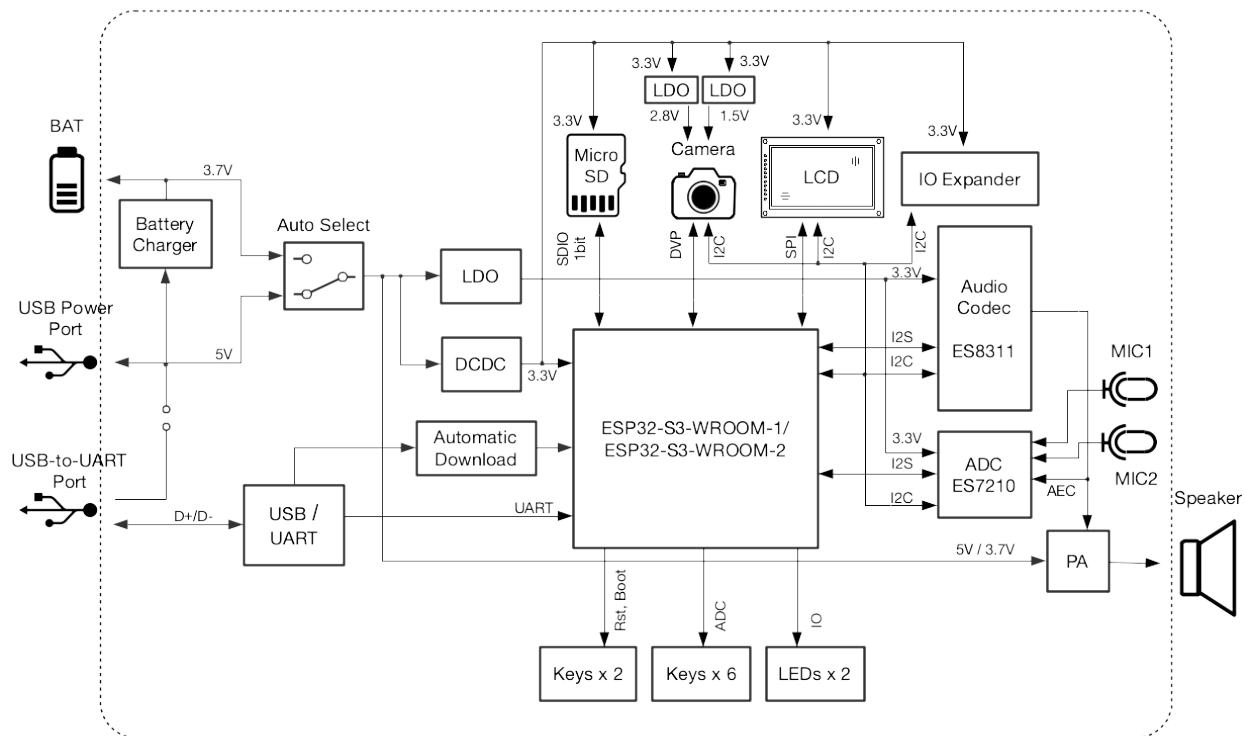 3.3V
3.3V
LDO
LDO
BAT
2.8V
1.5V
3.3V
3.3V
3.3V
Camera
Micro
SD
LCD
IO Expander
3.7V
Battery
Charger
Auto Select
SDIO
1bit
DVP
I2C
SPI
I2C
I2C
LDO
3.3V
Audio
Codec
ES8311
USB Power
Port
5V
DCDC
3.3V
I2S
I2C
MIC1
ESP32-S3-WROOM-1/
ESP32-S3-WROOM-2
Automatic
Download
3.3V
I2S
I2C
ADC
ES7210
MIC2
AEC
USB-to-UART
Port
D+/D-
USB /
UART
UART
Speaker
5V / 3.7V
PA
Rst, Boot
ADC
IO
Keys x 2
Keys x 6
LEDs x 2